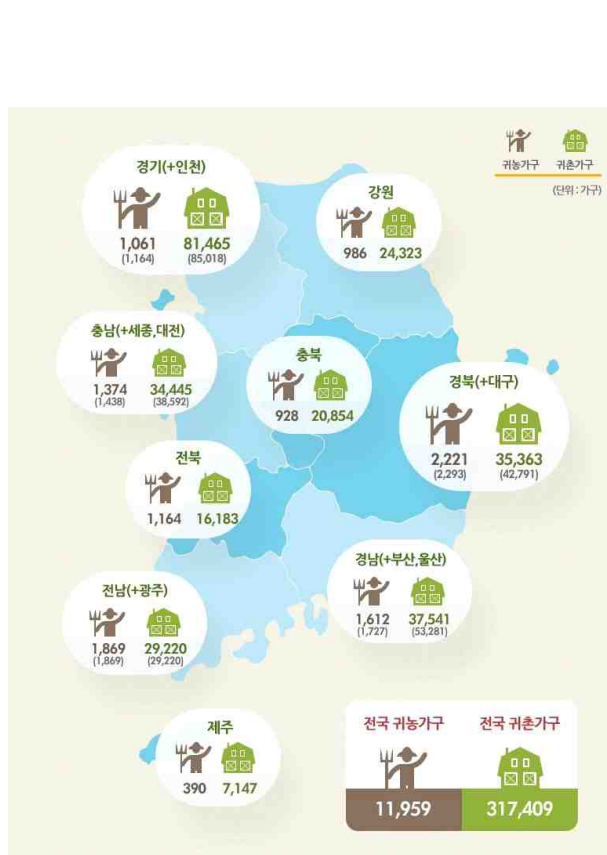 귀농가구 귀촌가구
(단위 : 가구)
경기(+인천)
1,061 81,465
(1,164) (85,018)
강원
986 24,323
충남(+세종,대전)
1,374 34,445
(1,438) (38,592)
충북
928 20,854
경북(+대구)
2,221 35,363
(2,293) (42,791)
전북
1,164 16,183
경남(+부산,울산)
1,612 37,541
(1,727) (53,281)
전남(+광주)
1,869 29,220
(1,869) (29,220)
제주
390 7,147
전국 귀농가구 전국 귀촌가구
11,959 317,409